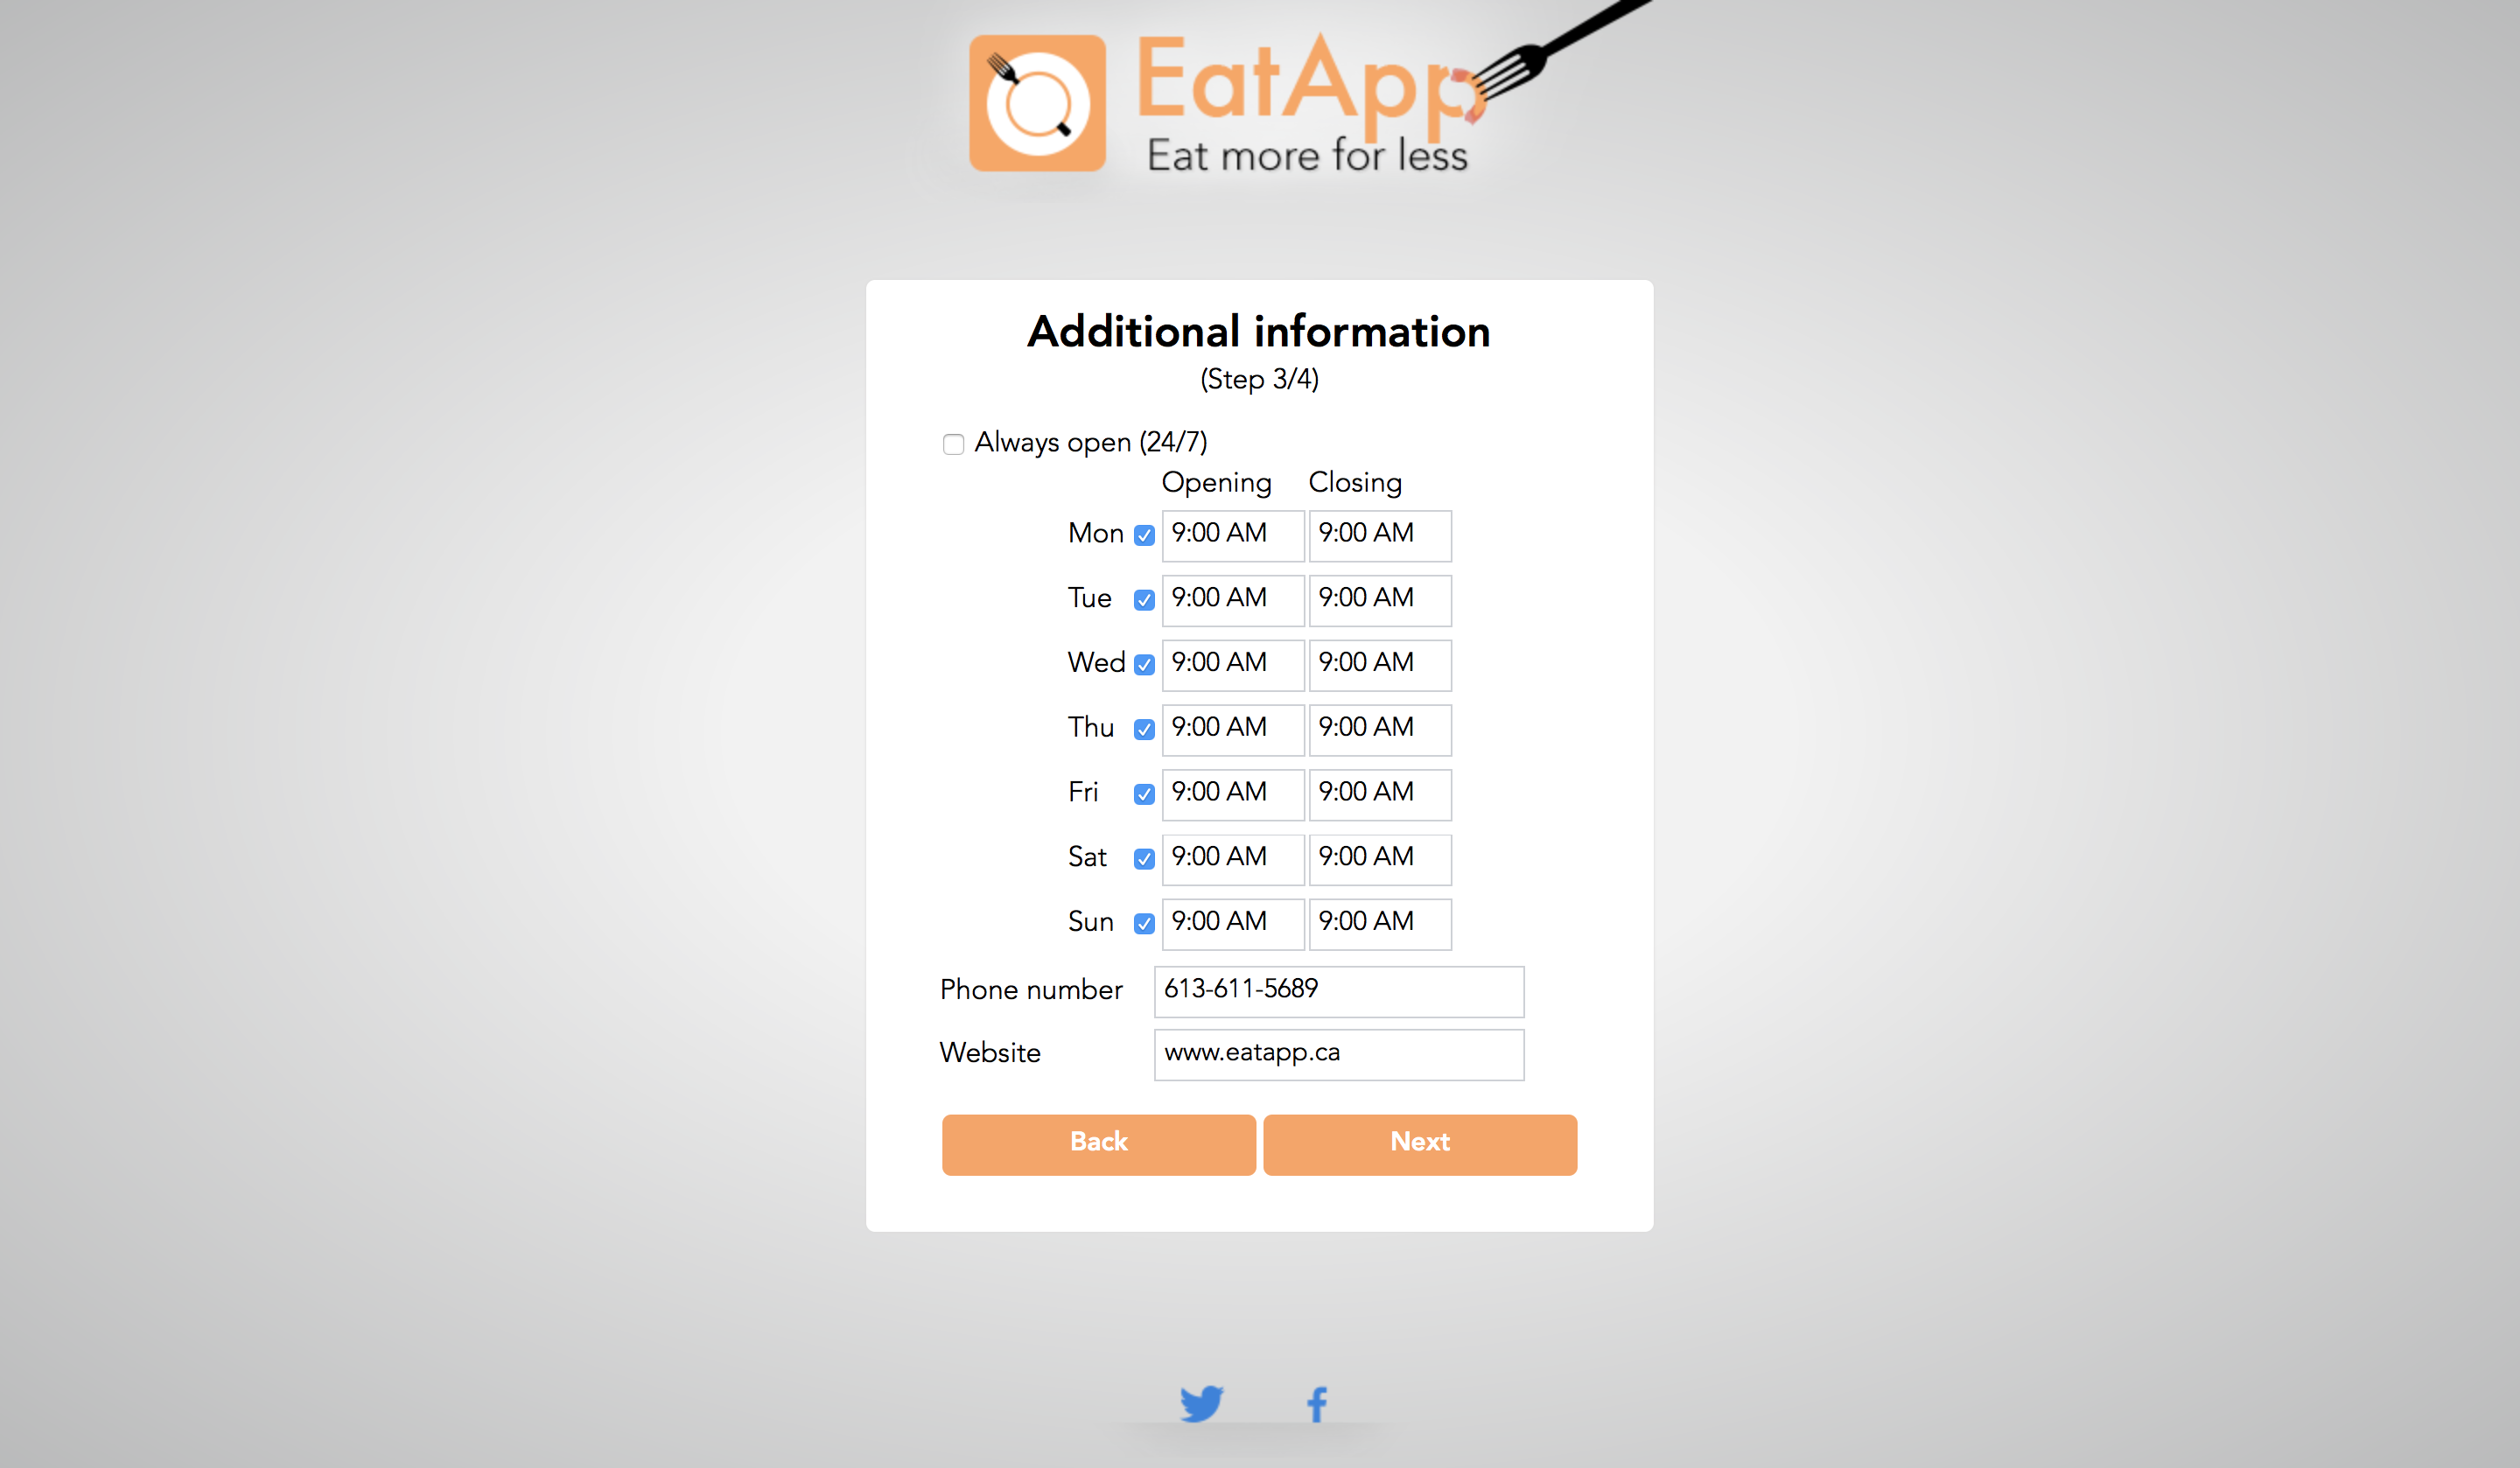 EatApp
Eat more for less
Additional information
(Step 3/4)
Always open (24/7)
Opening Closing
Mon 9:00 AM 9:00 AM
Tue 9:00 AM 9:00 AM
Wed 9:00 AM 9:00 AM
Thu 9:00 AM 9:00 AM
Fri 9:00 AM 9:00 AM
Sat 9:00 AM 9:00 AM
Sun 9:00 AM 9:00 AM
Phone number 613-611-5689
Website www.eatapp.ca
Back Next